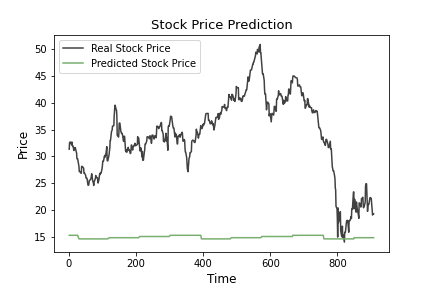 Stock Price Prediction
Real Stock Price
Predicted Stock Price
Price
50
45
40
35
30
25
20
15
0 200 400 600 800
Time